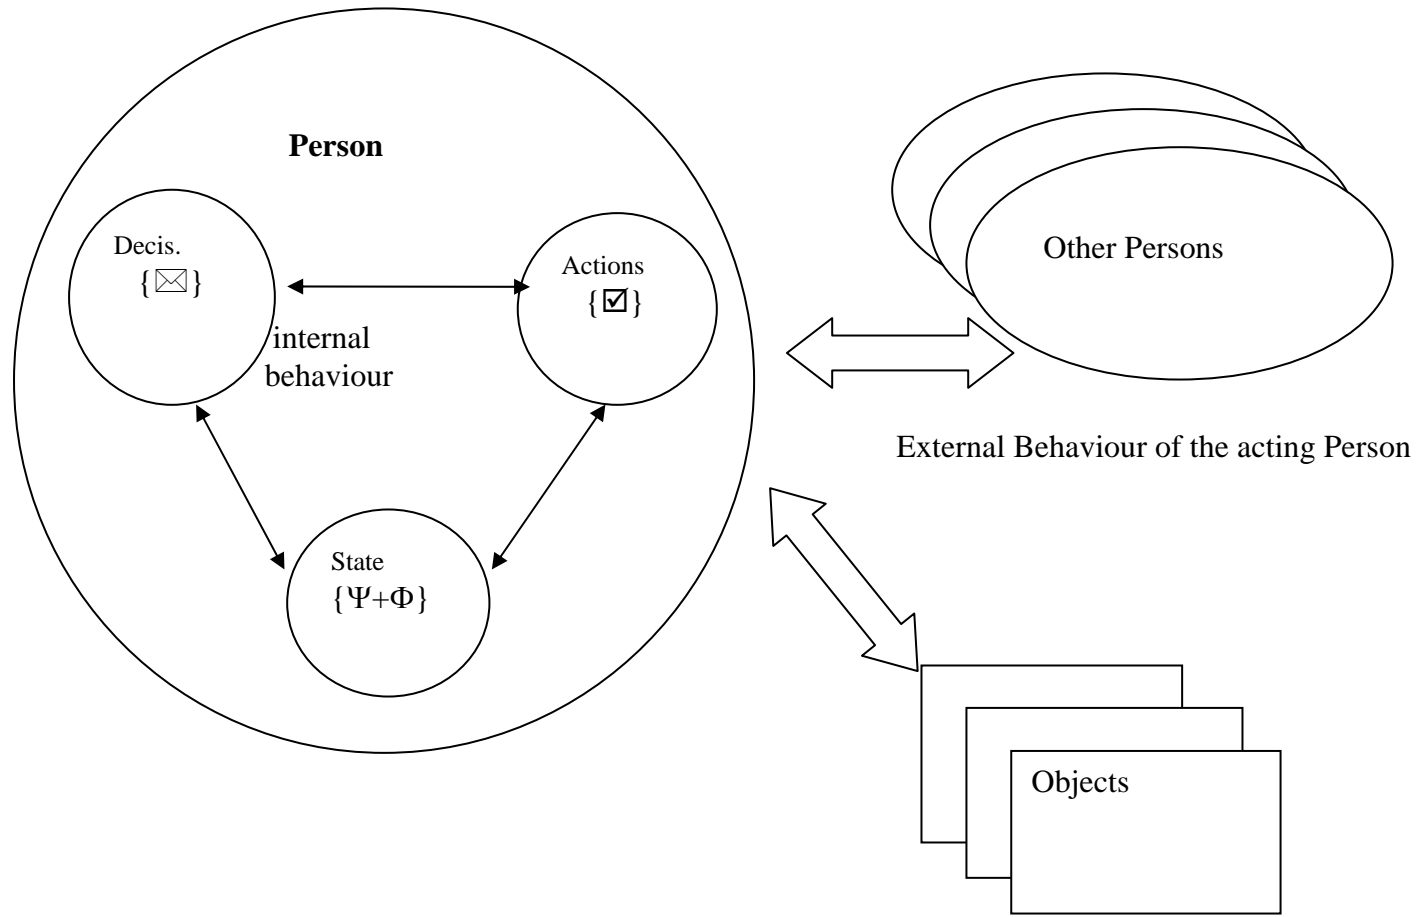 Person
Decis.
{✉}
Actions
{☑}
internal
behaviour
State
{Ψ+Φ}
Other Persons
External Behaviour of the acting Person
Objects